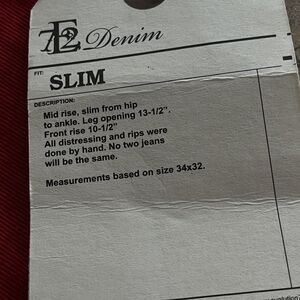 7E2 Denim
FIT:
SLIM
DESCRIPTION:
Mid rise, slim from hip
to ankle. Leg opening 13-1/2".
Front rise 10-1/2"
All distressing and rips were
done by hand. No two jeans
will be the same.
Measurements based on size 34x32.